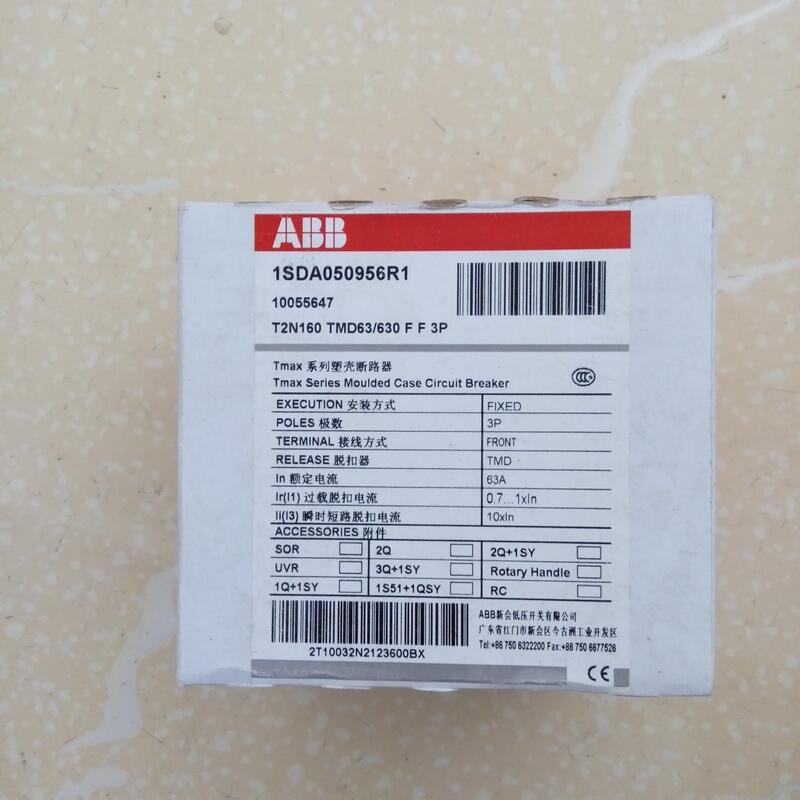 ABB
1SDA050956R1
10055647
T2N160 TMD63/630 F F 3P
Tmax 系列塑壳断路器
Tmax Series Moulded Case Circuit Breaker
CCC
EXECUTION 安装方式 FIXED
POLES 极数 3P
TERMINAL 接线方式 FRONT
RELEASE 脱扣器 TMD
In 额定电流 63A
Ir(I1) 过载脱扣电流 0.7...1xIn
Ii(I3) 瞬时短路脱扣电流 10xIn
ACCESSORIES 附件
SOR 2Q 2Q+1SY
UVR 3Q+1SY Rotary Handle
1Q+1SY 1S51+1QSY RC
ABB新会低压开关有限公司
广东省江门市新会区今古洲工业开发区
Tel:+86 750 6322200 Fax:+86 750 6677526
2T10032N2123600BX
CE